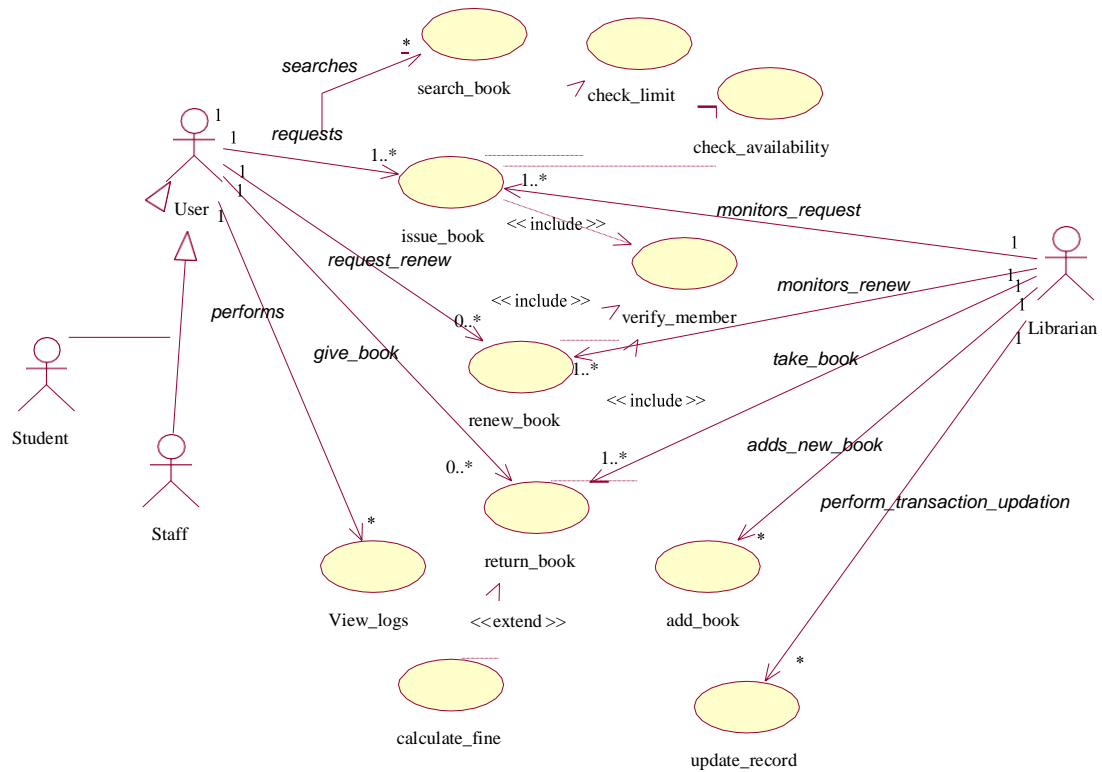 *
searches
search_book
check_limit
check_availability
1
1
requests
1..*
1
1
1
User
issue_book
1..*
<< include >>
monitors_request
1
request_renew
<< include >>
verify_member
monitors_renew
1
1
1
1
Librarian
performs
0..*
give_book
1..*
take_book
renew_book
<< include >>
Student
0..*
1..*
adds_new_book
perform_transaction_updation
Staff
*
return_book
*
View_logs
<<extend >>
add_book
*
calculate_fine
update_record